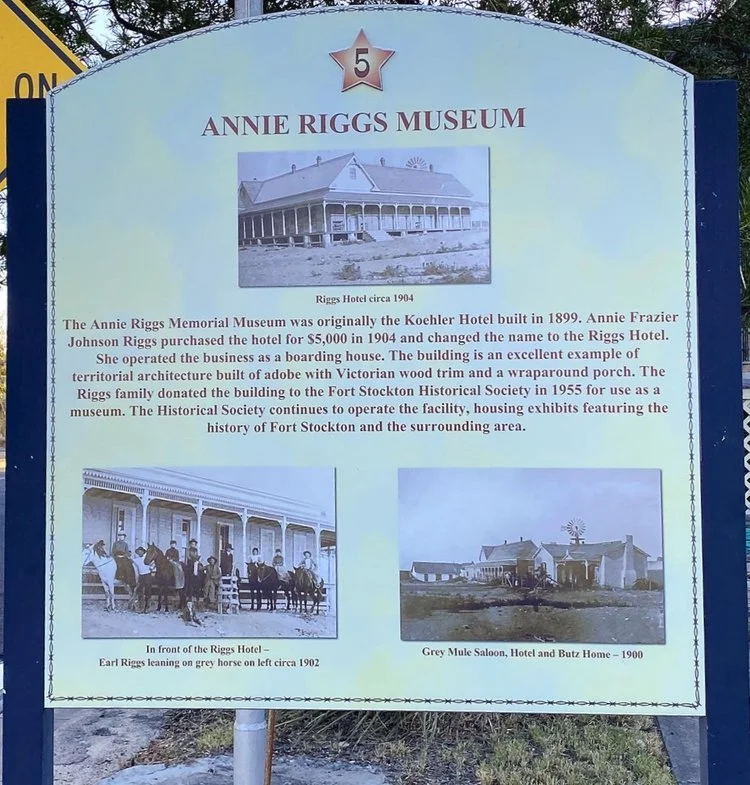 ON
5
ANNIE RIGGS MUSEUM
Riggs Hotel circa 1904
The Annie Riggs Memorial Museum was originally the Koehler Hotel built in 1899. Annie Frazier
Johnson Riggs purchased the hotel for $5,000 in 1904 and changed the name to the Riggs Hotel.
She operated the business as a boarding house. The building is an excellent example of
territorial architecture built of adobe with Victorian wood trim and a wraparound porch. The
Riggs family donated the building to the Fort Stockton Historical Society in 1955 for use as a
museum. The Historical Society continues to operate the facility, housing exhibits featuring the
history of Fort Stockton and the surrounding area.
In front of the Riggs Hotel –
Earl Riggs leaning on grey horse on left circa 1902
Grey Mule Saloon, Hotel and Butz Home – 1900